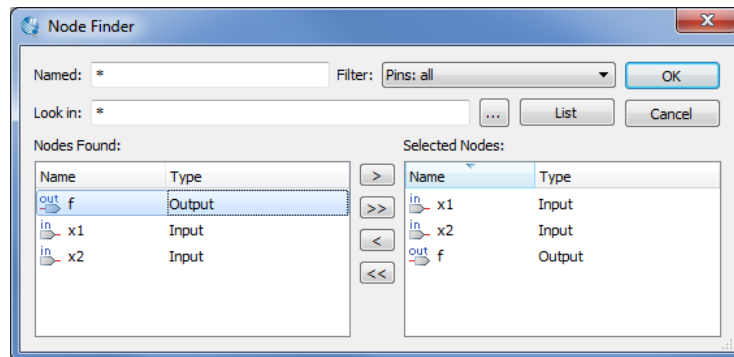 Node Finder
Named: * Filter: Pins: all OK
Look in: * ... List Cancel
Nodes Found: Selected Nodes:
Name Type > Name Type
out f Output >> in x1 Input
in x1 Input < in x2 Input
in x2 Input << out f Output